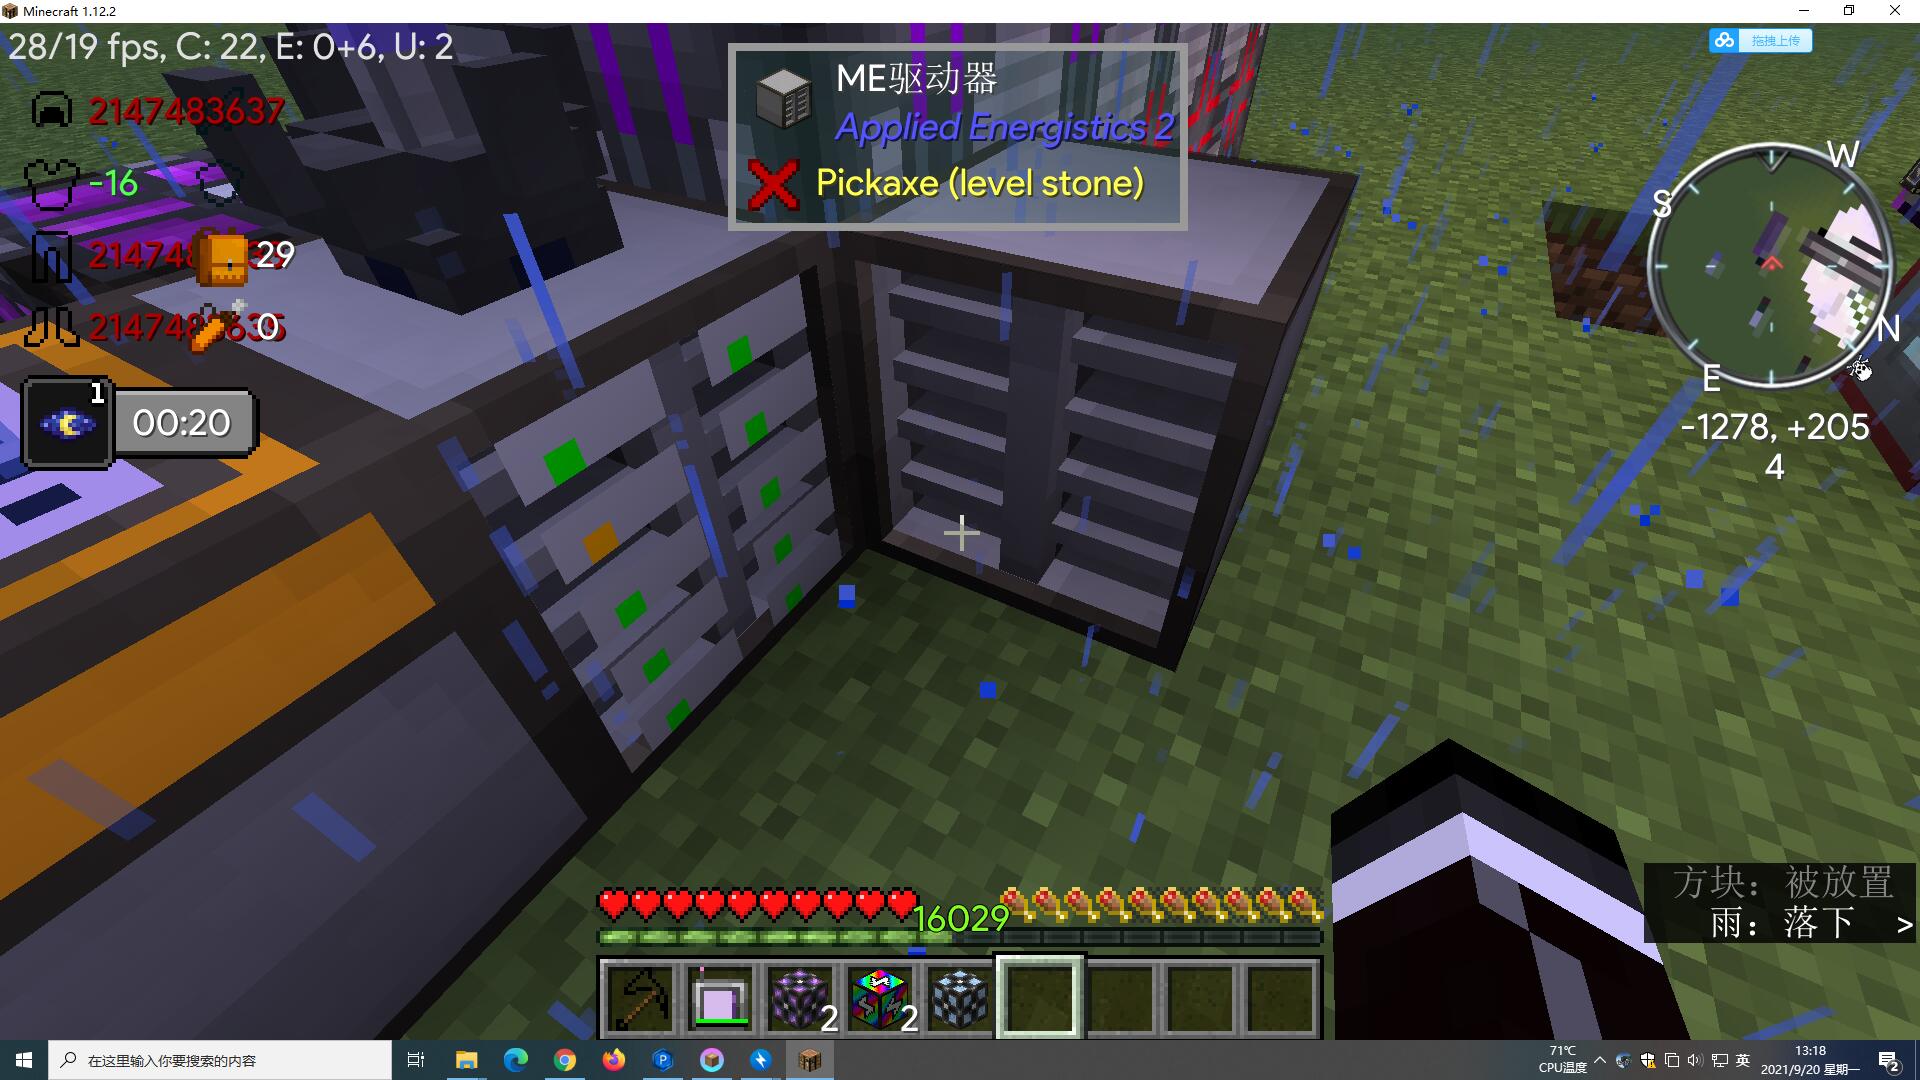 Minecraft 1.12.2
28/19 fps, C: 22, E: 0+6, U: 2
拖拽上传
ME驱动器
Applied Energistics 2
Pickaxe (level stone)
2147483637
-16
29
0
1
00:20
W
S
N
E
-1278, +205
4
方块：被放置
雨：落下 >
16029
2
2
在这里输入你要搜索的内容
71°C
CPU温度
英
13:18
2021/9/20 星期一
2